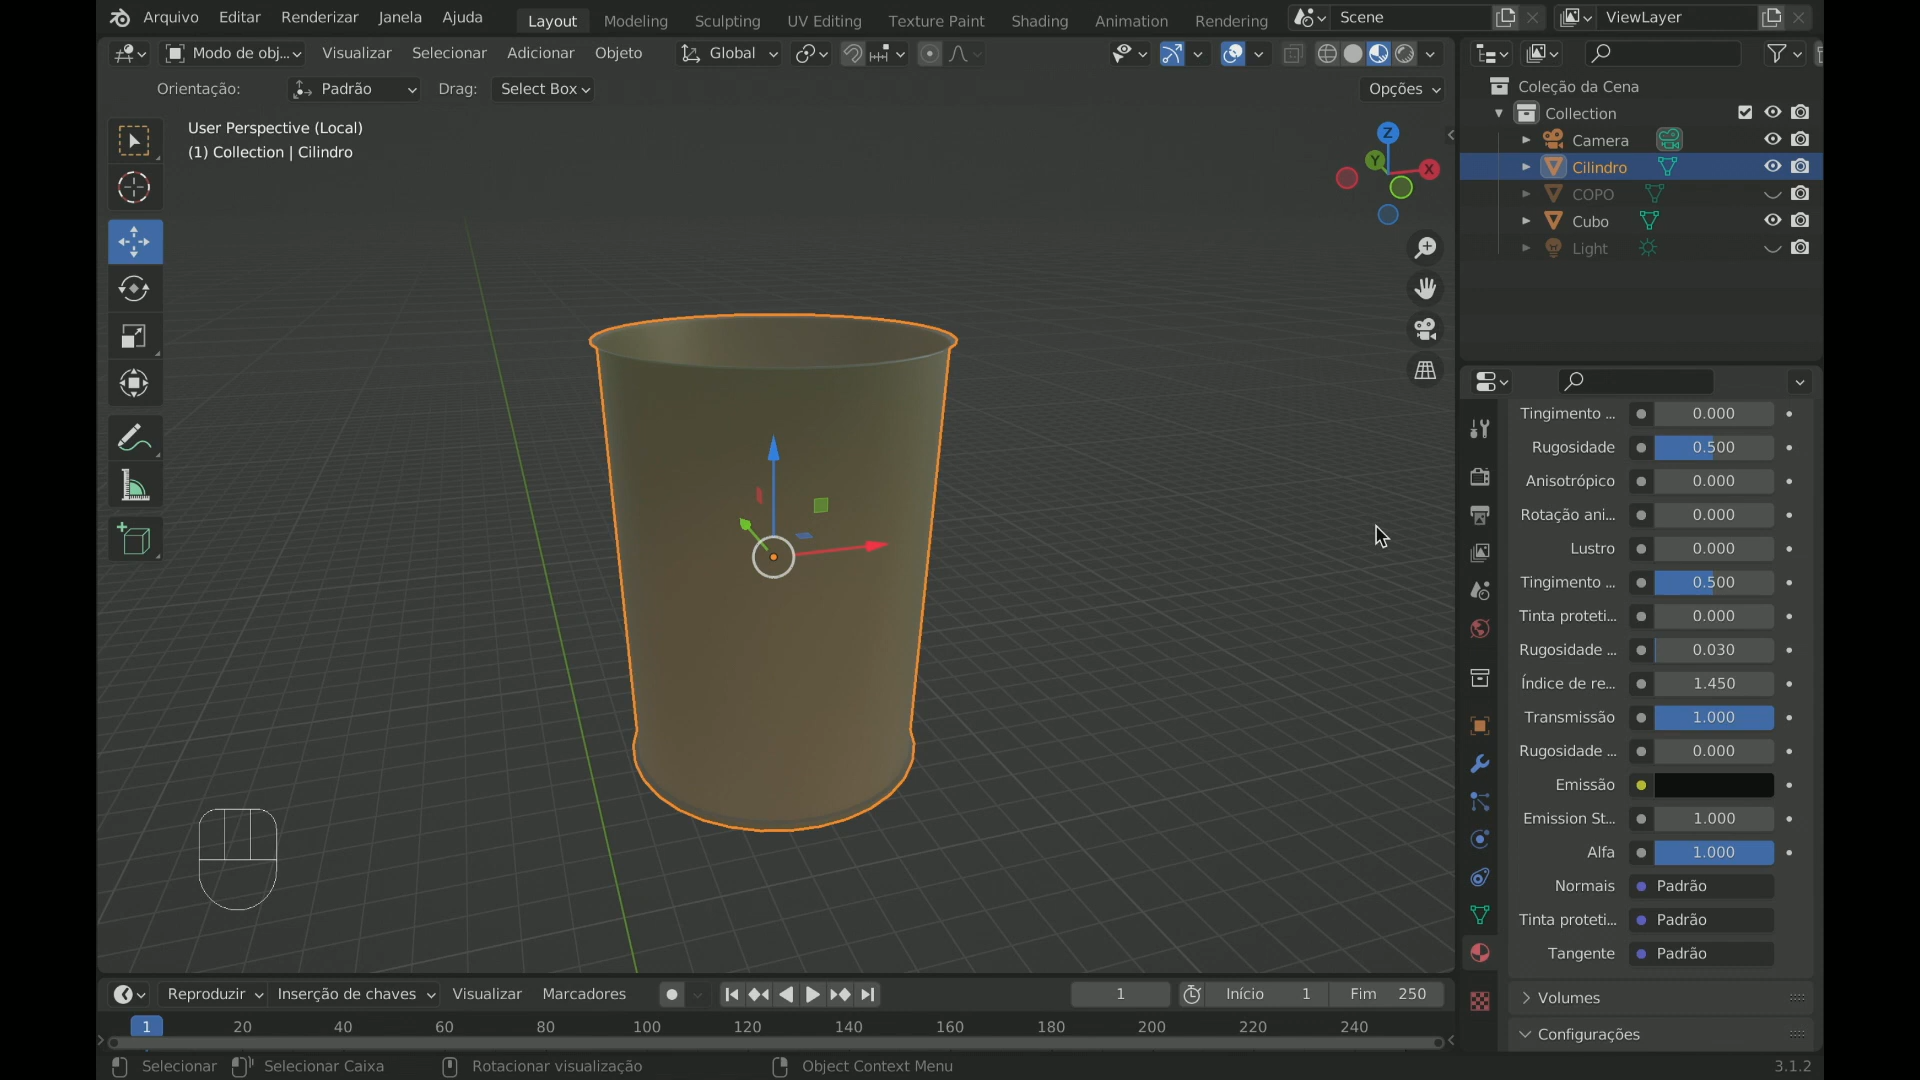 Arquivo Editar Renderizar Janela Ajuda Layout Modeling Sculpting UV Editing Texture Paint Shading Animation Rendering Scene ViewLayer
Modo de obj... Visualizar Selecionar Adicionar Objeto Global
Orientação: Padrão Drag: Select Box Opções
User Perspective (Local)
(1) Collection | Cilindro
Z
Y
X
Coleção da Cena
Collection
Camera
Cilindro
COPO
Cubo
Light
Tingimento ... 0.000
Rugosidade 0.500
Anisotrópico 0.000
Rotação ani... 0.000
Lustro 0.000
Tingimento ... 0.500
Tinta proteti... 0.000
Rugosidade ... 0.030
Índice de re... 1.450
Transmissão 1.000
Rugosidade ... 0.000
Emissão
Emission St... 1.000
Alfa 1.000
Normais Padrão
Tinta proteti... Padrão
Tangente Padrão
Volumes
Configurações
Reproduzir Inserção de chaves Visualizar Marcadores 1 Início 1 Fim 250
1 20 40 60 80 100 120 140 160 180 200 220 240
Selecionar Selecionar Caixa Rotacionar visualização Object Context Menu 3.1.2